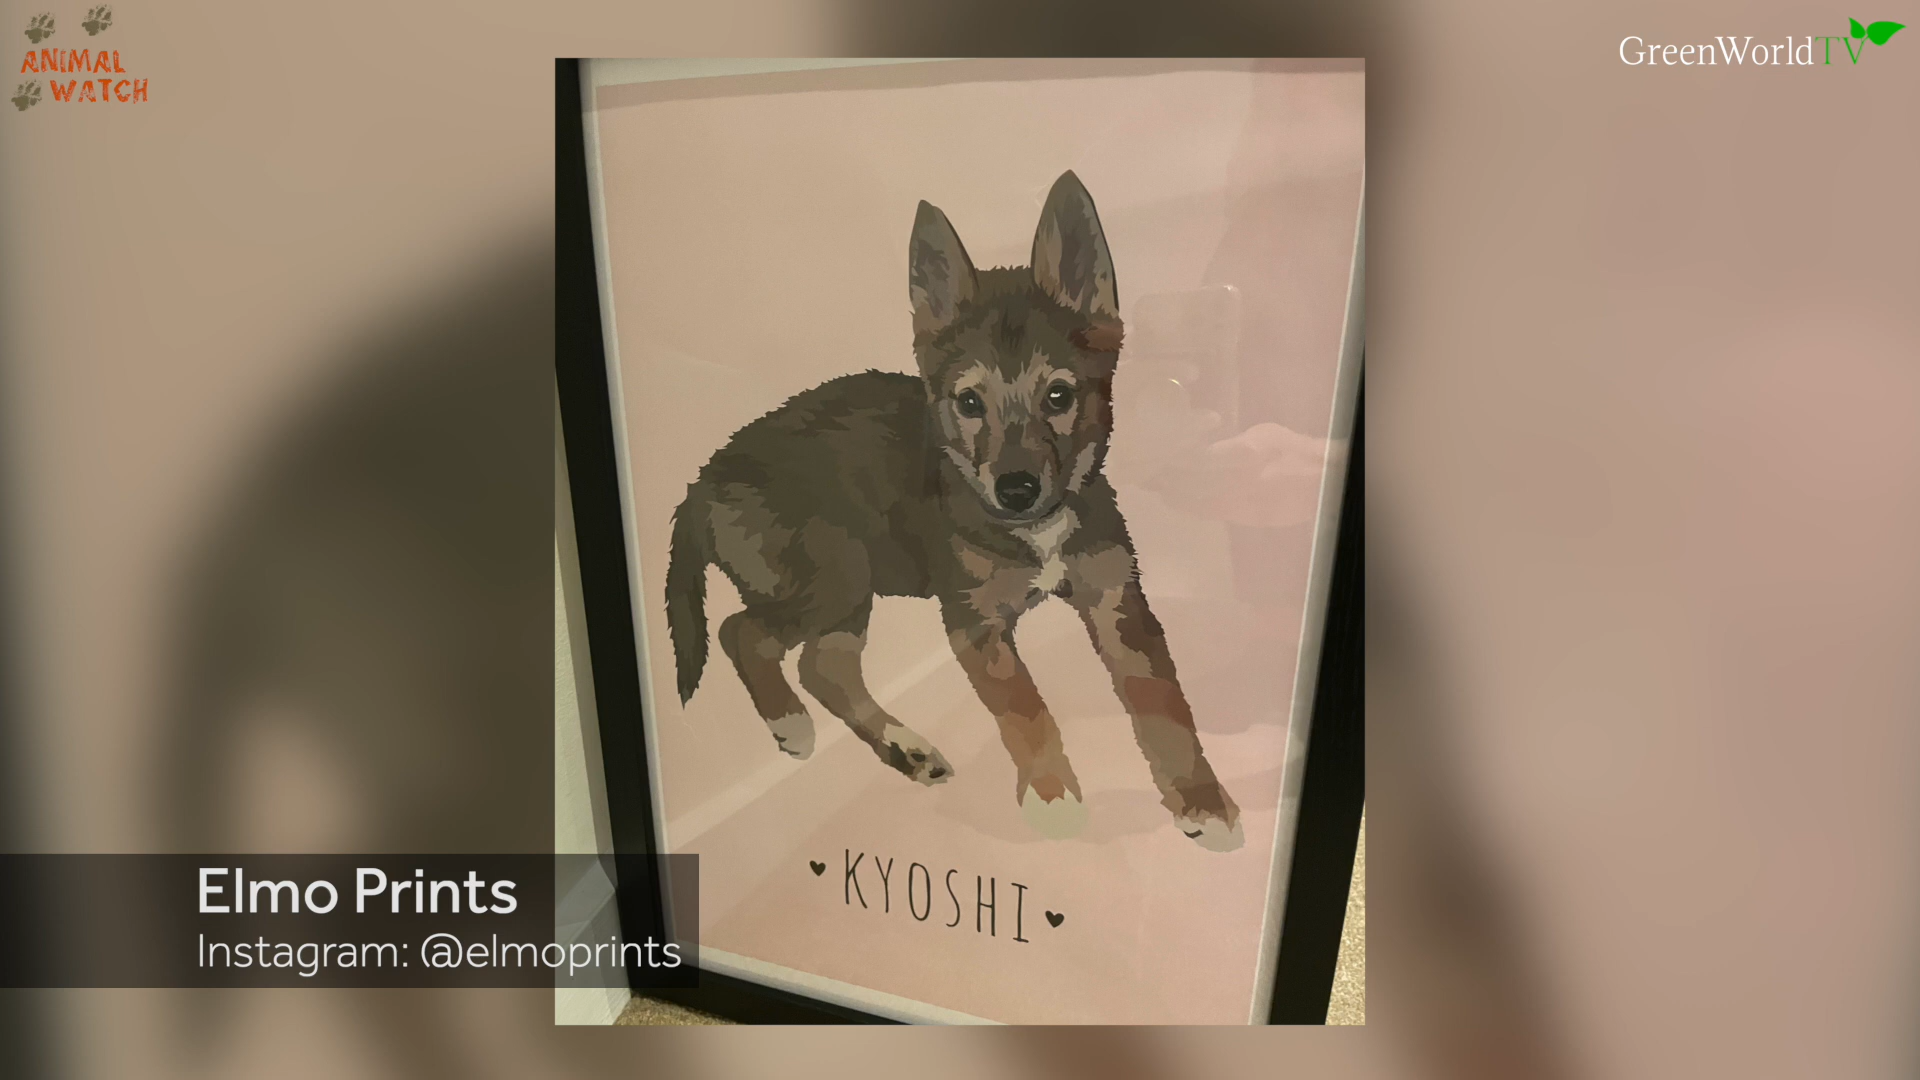 ANIMAL
WATCH
GreenWorldTV
♥ KYOSHI ♥
Elmo Prints
Instagram: @elmoprints